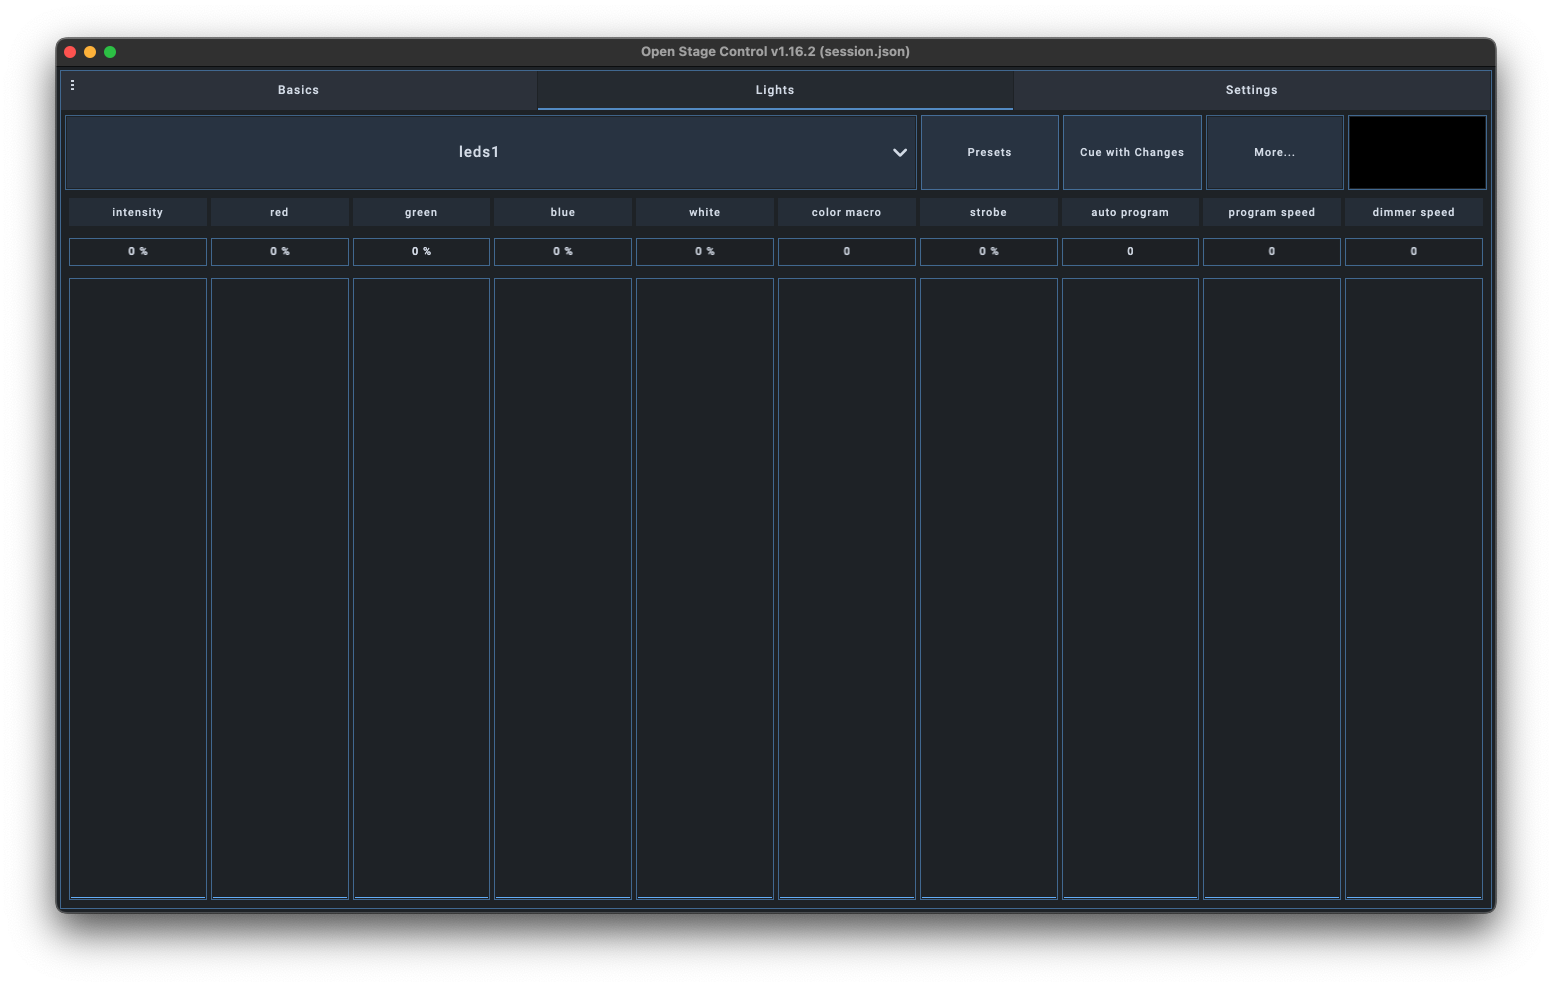 Open Stage Control v1.16.2 (session.json)
Basics Lights Settings
leds1 Presets Cue with Changes More...
intensity red green blue white color macro strobe auto program program speed dimmer speed
0 % 0 % 0 % 0 % 0 % 0 0 % 0 0 0